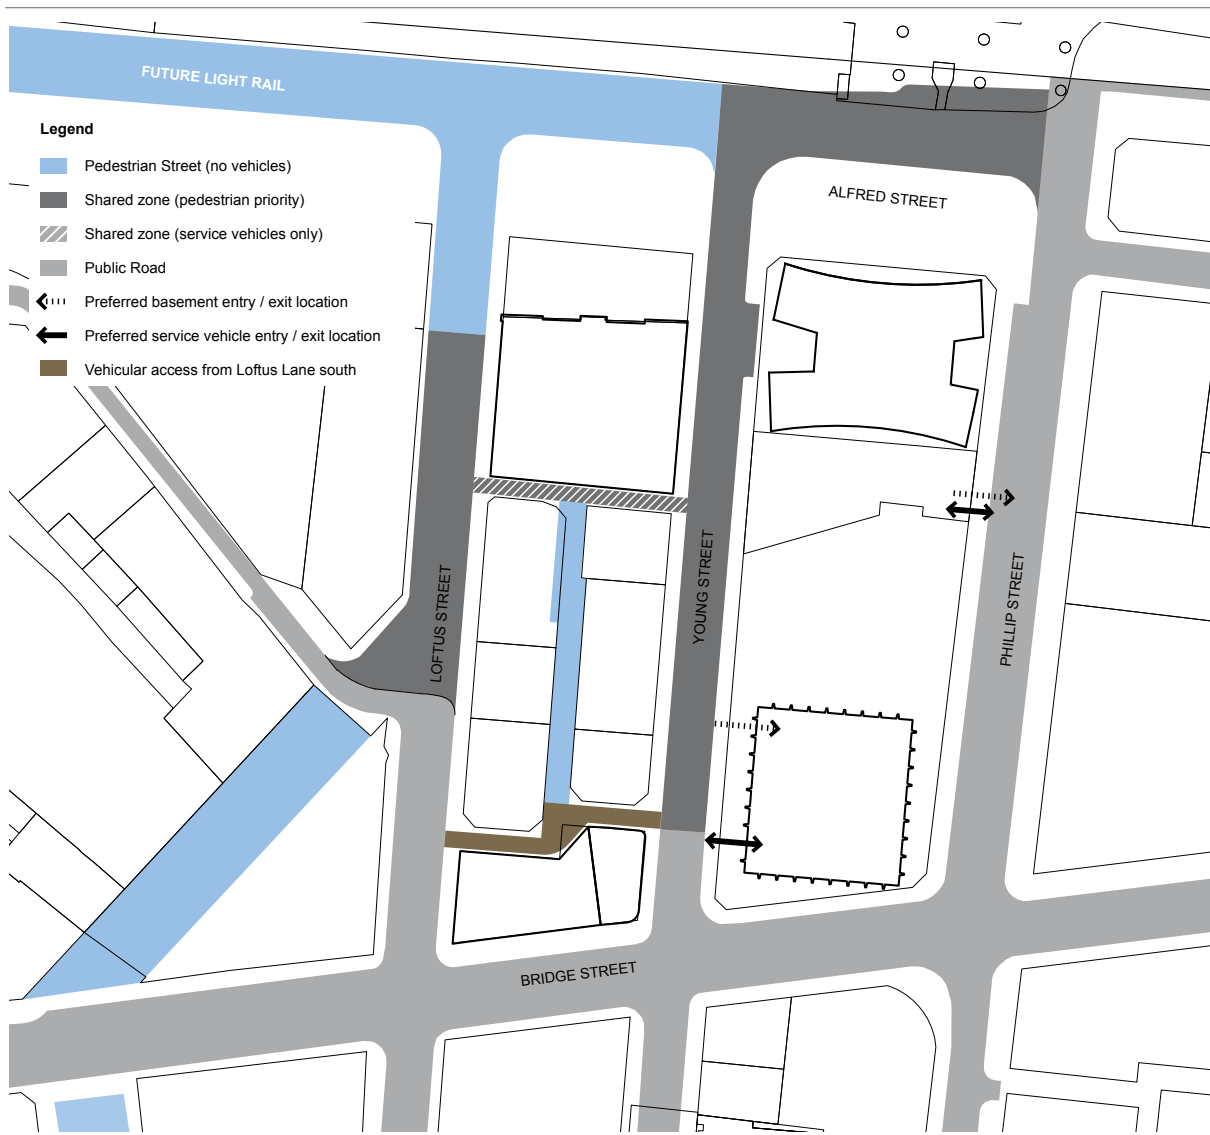 FUTURE LIGHT RAIL
Legend
Pedestrian Street (no vehicles)
Shared zone (pedestrian priority)
Shared zone (service vehicles only)
Public Road
Preferred basement entry / exit location
Preferred service vehicle entry / exit location
Vehicular access from Loftus Lane south
ALFRED STREET
LOFTUS STREET
YOUNG STREET
PHILLIP STREET
BRIDGE STREET